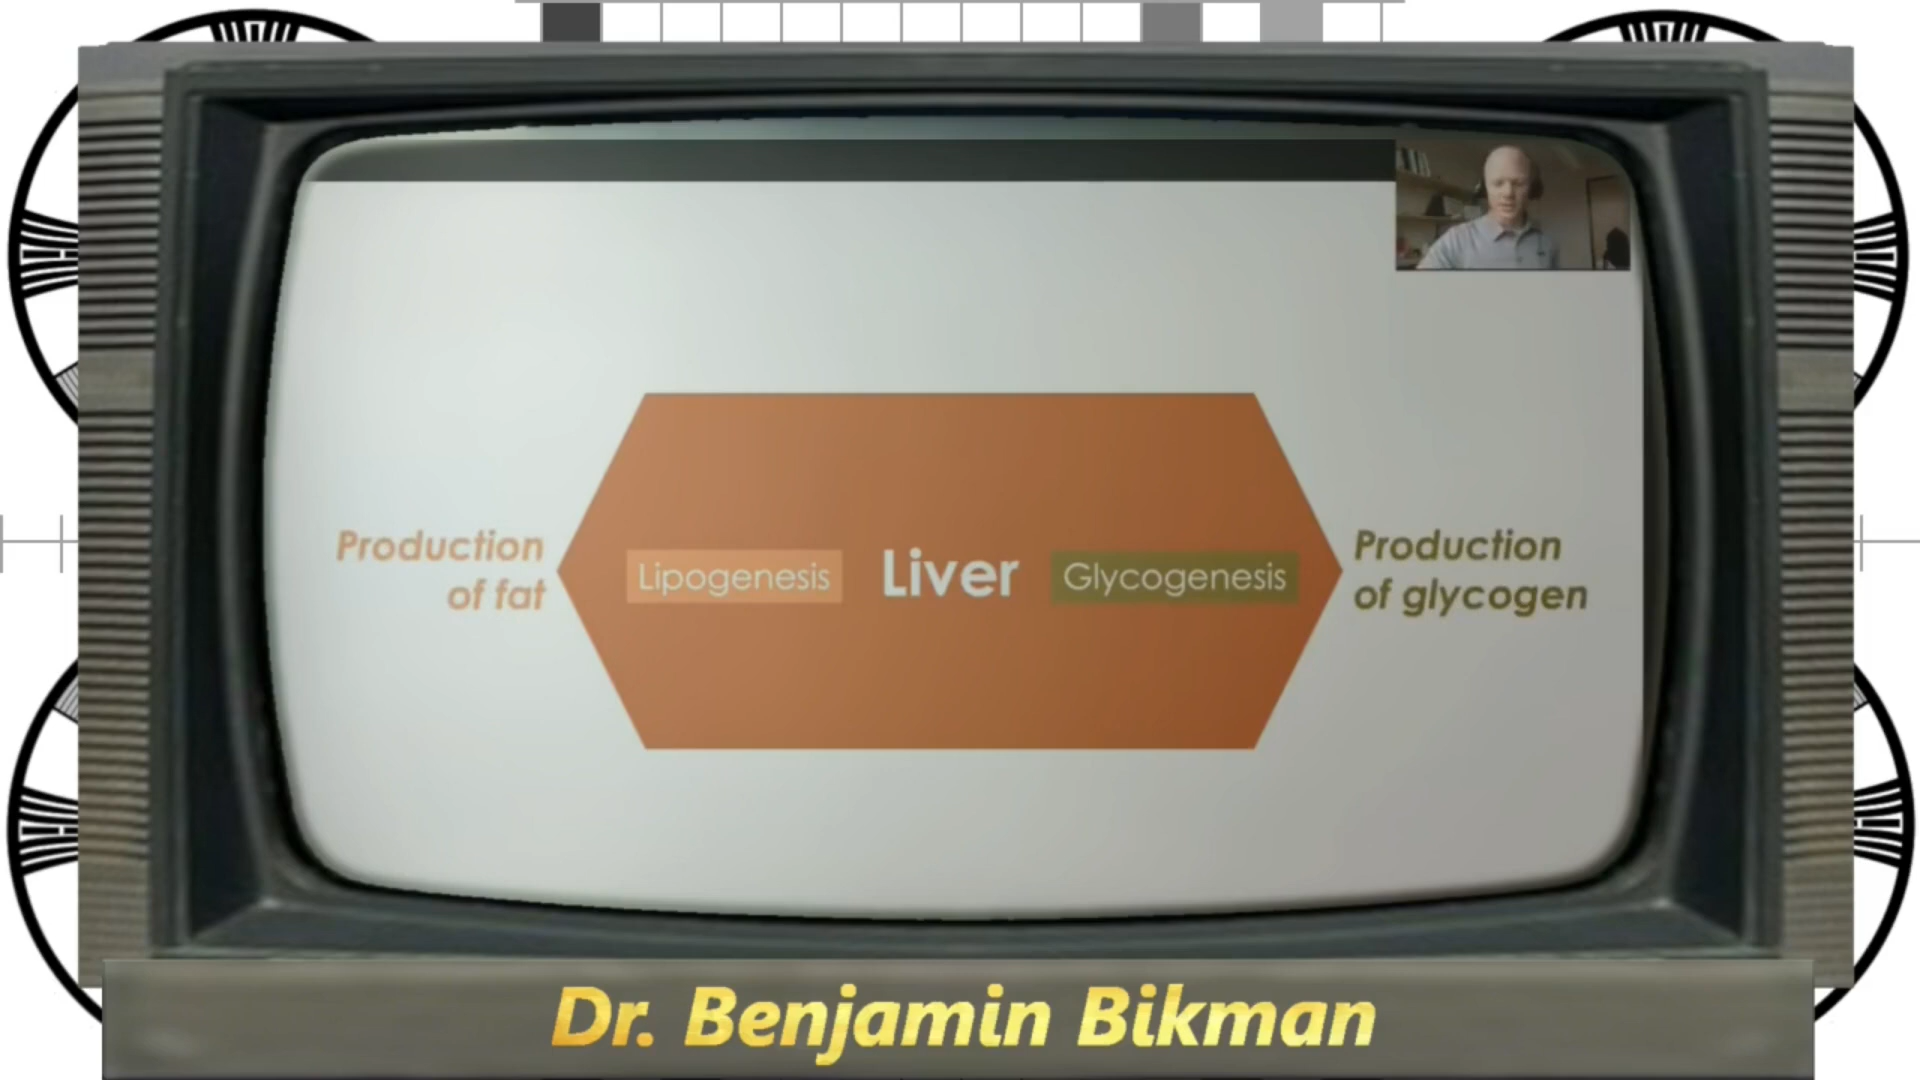 Production
of fat
Lipogenesis
Liver
Glycogenesis
Production
of glycogen
Dr. Benjamin Bikman